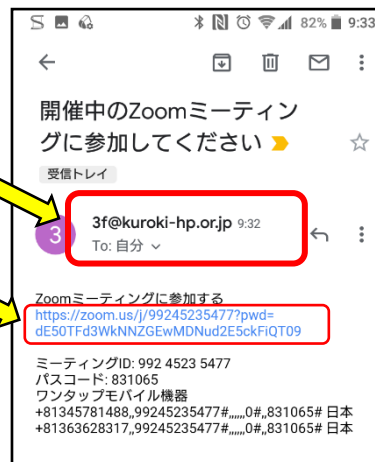 82% 9:33
開催中のZoomミーティン
グに参加してください
受信トレイ
3
3f@kuroki-hp.or.jp 9:32
To: 自分
Zoomミーティングに参加する
https://zoom.us/j/99245235477?pwd=
dE50TFd3WkNNZGEwMDNud2E5ckFiQT09
ミーティングID: 992 4523 5477
パスコード: 831065
ワンタップモバイル機器
+81345781488,,99245235477#,,,,,,0#,,831065# 日本
+81363628317,,99245235477#,,,,,,0#,,831065# 日本